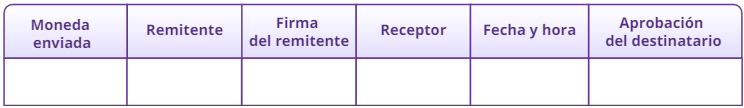 Moneda
enviada
Remitente
Firma
del remitente
Receptor
Fecha y hora
Aprobación
del destinatario